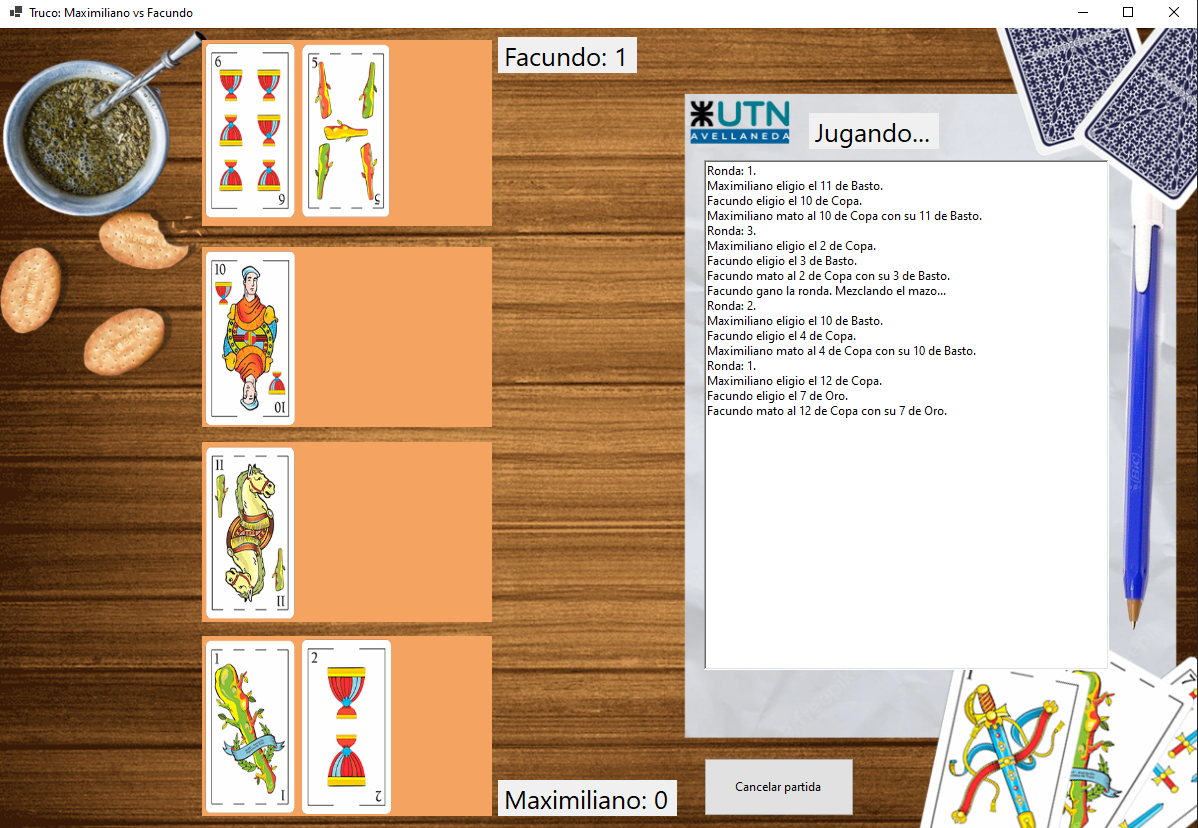 Truco: Maximiliano vs Facundo
6
9
5
5
Facundo: 1
UTN
AVELLANEDA
Jugando...
Ronda: 1.
Maximiliano eligio el 11 de Basto.
Facundo eligio el 10 de Copa.
Maximiliano mato al 10 de Copa con su 11 de Basto.
Ronda: 3.
Maximiliano eligio el 2 de Copa.
Facundo eligio el 3 de Basto.
Facundo mato al 2 de Copa con su 3 de Basto.
Facundo gano la ronda. Mezclando el mazo...
Ronda: 2.
Maximiliano eligio el 10 de Basto.
Facundo eligio el 4 de Copa.
Maximiliano mato al 4 de Copa con su 10 de Basto.
Ronda: 1.
Maximiliano eligio el 12 de Copa.
Facundo eligio el 7 de Oro.
Facundo mato al 12 de Copa con su 7 de Oro.
10
10
11
11
1
1
2
2
Maximiliano: 0
Cancelar partida
BIC
1
7